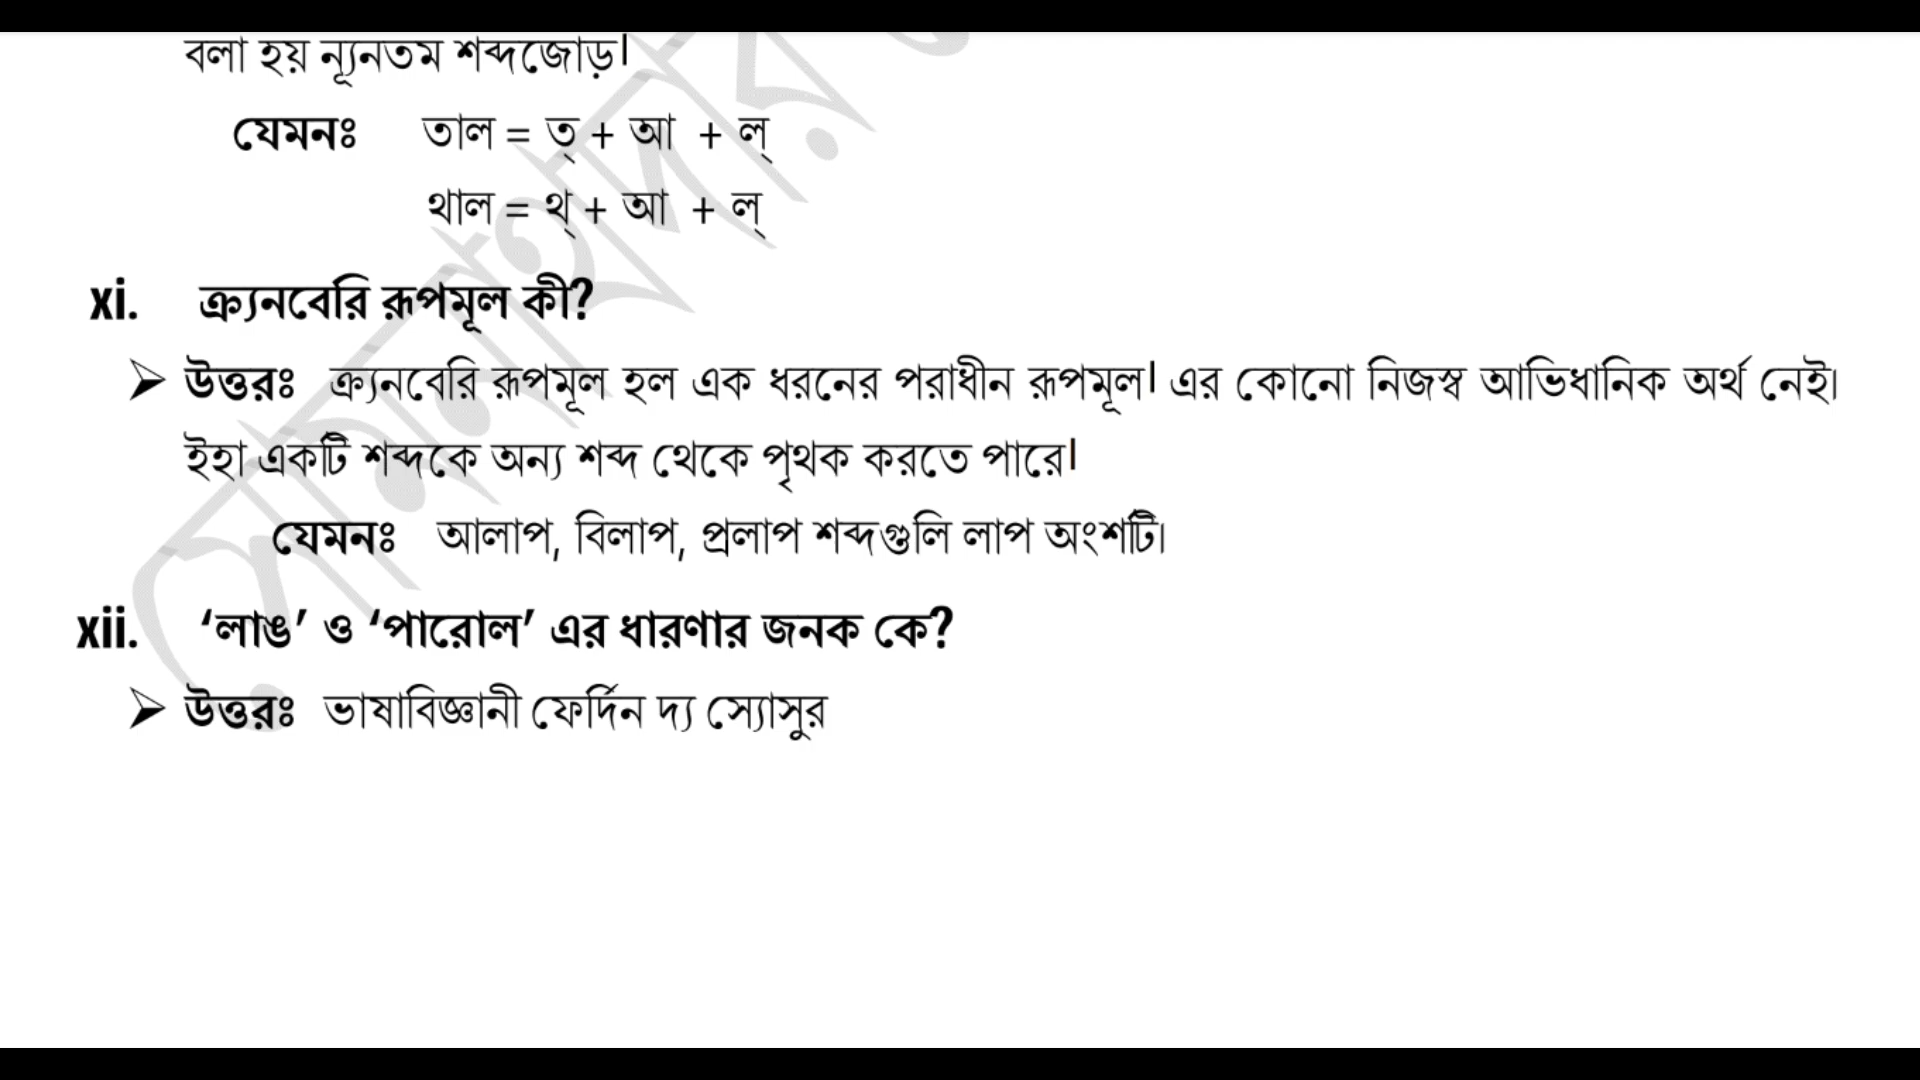 বলা হয় ন্যূনতম শব্দজোড়।
যেমনঃ তাল = ত্ + আ + ল্
থাল = থ্ + আ + ল্
xi. ক্র্যনবেরি রূপমূল কী?
➢ উত্তরঃ ক্র্যনবেরি রূপমূল হল এক ধরনের পরাধীন রূপমূল। এর কোনো নিজস্ব আভিধানিক অর্থ নেই।
ইহা একটি শব্দকে অন্য শব্দ থেকে পৃথক করতে পারে।
যেমনঃ আলাপ, বিলাপ, প্রলাপ শব্দগুলি লাপ অংশটি।
xii. ‘লাঙ’ ও ‘পারোল’ এর ধারণার জনক কে?
➢ উত্তরঃ ভাষাবিজ্ঞানী ফের্দিন দ্য স্যোসুর